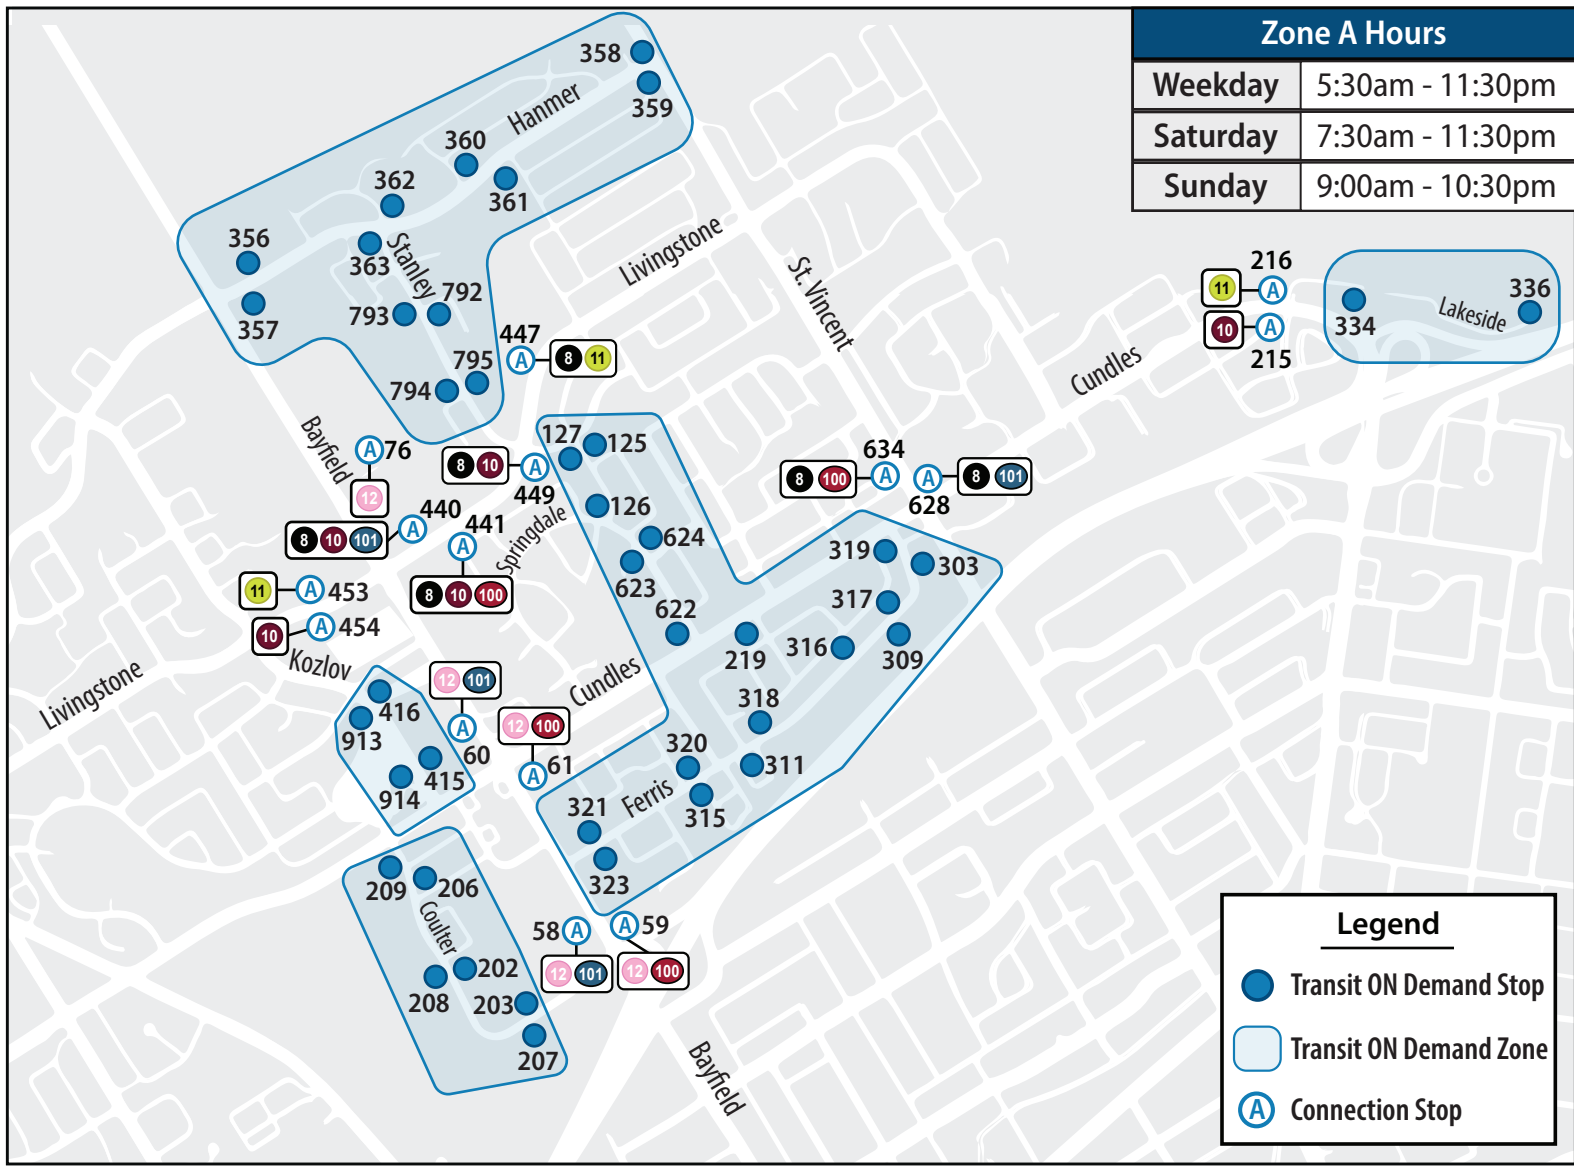 Zone A Hours
Weekday 5:30am - 11:30pm
Saturday 7:30am - 11:30pm
Sunday 9:00am - 10:30pm
358
359
Hanmer
360
361
362
363
Stanley
356
357
792
793
794
795
447
A
8 11
Livingstone
St. Vincent
Cundles
216
11
A
10
A
215
334
336
Lakeside
Bayfield
A
76
12
127
125
8 10
A
449
126
Springdale
624
623
622
219
440
8 10 101
A
441
A
8 10 100
634
8 100
A
A
8 101
628
319
303
317
316
309
318
311
320
315
Ferris
321
323
11
A
453
10
A
454
Kozlov
Livingstone
Cundles
416
913
415
914
12 101
A
60
12 100
A
61
209
206
Coulter
202
208
203
207
58
A
12 101
A
59
12 100
Bayfield
Legend
Transit ON Demand Stop
Transit ON Demand Zone
A Connection Stop